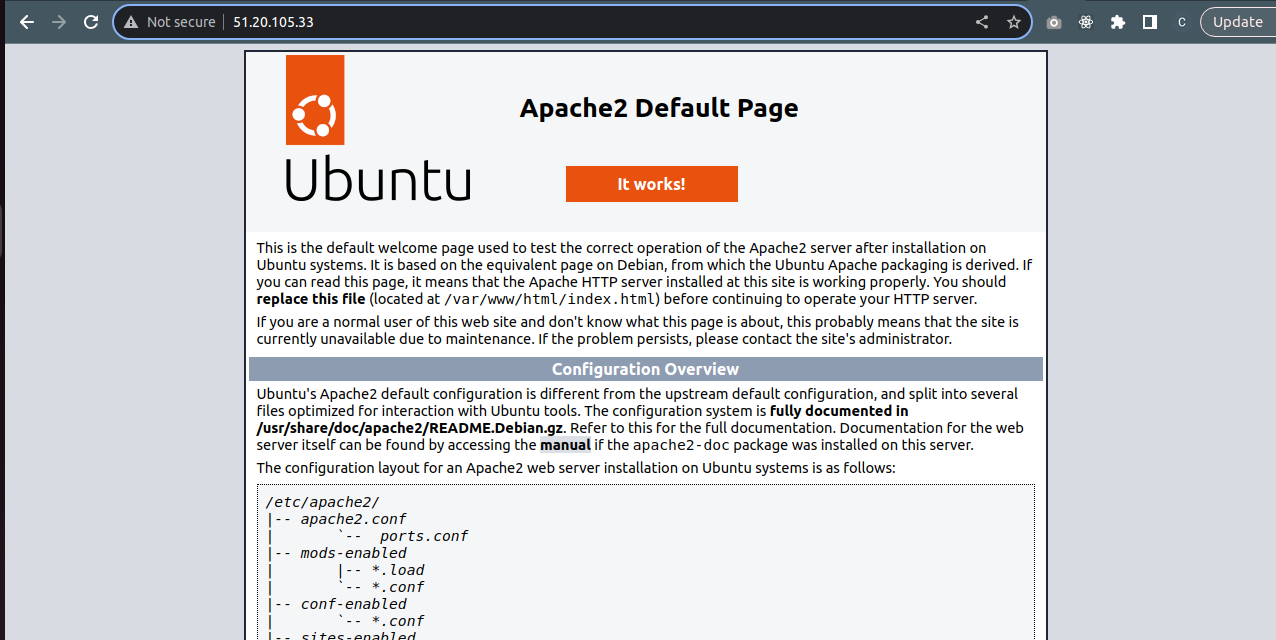 Not secure 51.20.105.33 C Update
Apache2 Default Page
Ubuntu
It works!
This is the default welcome page used to test the correct operation of the Apache2 server after installation on
Ubuntu systems. It is based on the equivalent page on Debian, from which the Ubuntu Apache packaging is derived. If
you can read this page, it means that the Apache HTTP server installed at this site is working properly. You should
replace this file (located at /var/www/html/index.html) before continuing to operate your HTTP server.
If you are a normal user of this web site and don't know what this page is about, this probably means that the site is
currently unavailable due to maintenance. If the problem persists, please contact the site's administrator.
Configuration Overview
Ubuntu's Apache2 default configuration is different from the upstream default configuration, and split into several
files optimized for interaction with Ubuntu tools. The configuration system is fully documented in
/usr/share/doc/apache2/README.Debian.gz. Refer to this for the full documentation. Documentation for the web
server itself can be found by accessing the manual if the apache2-doc package was installed on this server.
The configuration layout for an Apache2 web server installation on Ubuntu systems is as follows:
/etc/apache2/
|-- apache2.conf
|       `--  ports.conf
|-- mods-enabled
|       |-- *.load
|       `-- *.conf
|-- conf-enabled
|       `-- *.conf
|-- sites-enabled